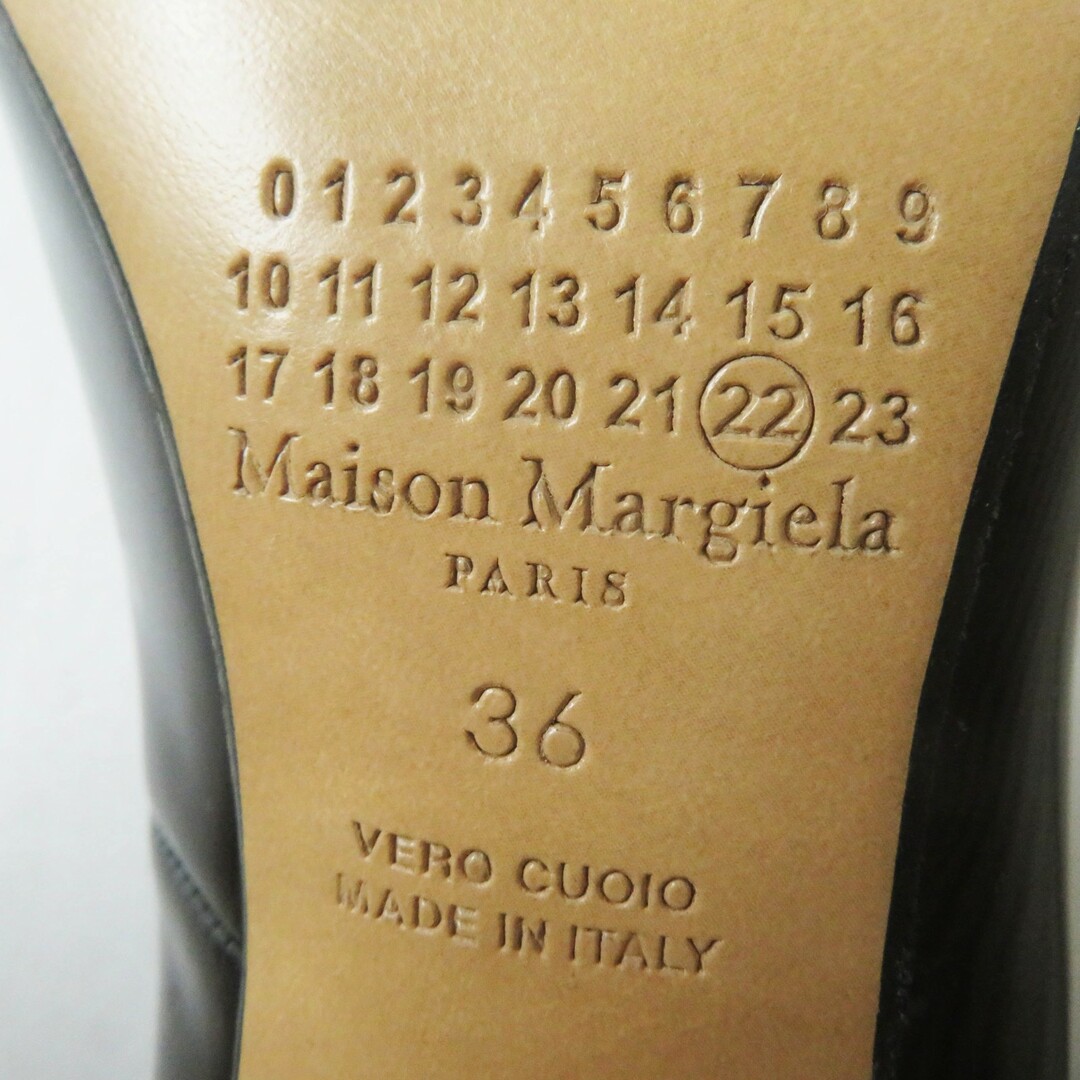 0 1 2 3 4 5 6 7 8 9
10 11 12 13 14 15 16
17 18 19 20 21 22 23
Maison Margiela
PARIS
36
VERO CUOIO
MADE IN ITALY